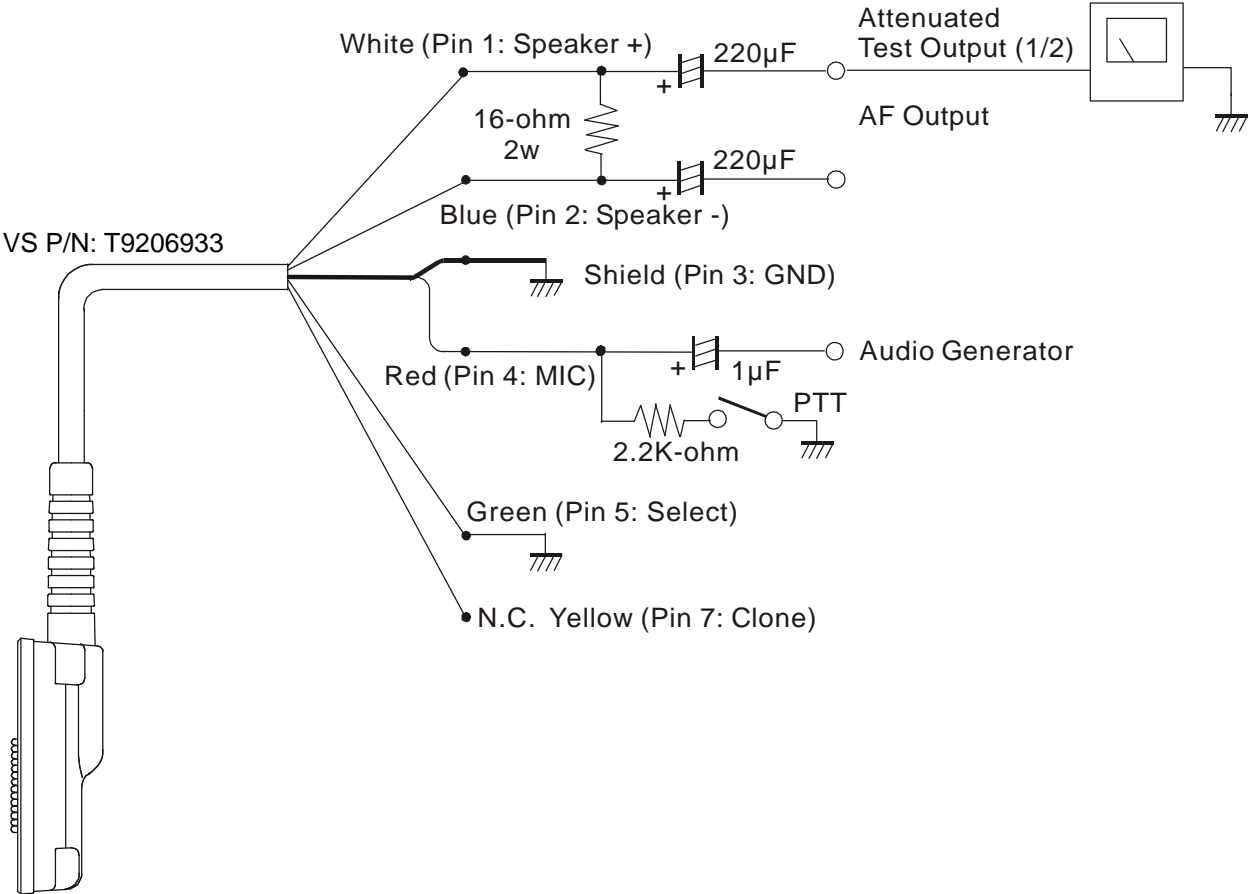 Attenuated
Test Output (1/2)
White (Pin 1: Speaker +)
220µF
+
AF Output
16-ohm
2w
220µF
+
Blue (Pin 2: Speaker -)
VS P/N: T9206933
Shield (Pin 3: GND)
Audio Generator
+
1µF
Red (Pin 4: MIC)
PTT
2.2K-ohm
Green (Pin 5: Select)
N.C. Yellow (Pin 7: Clone)